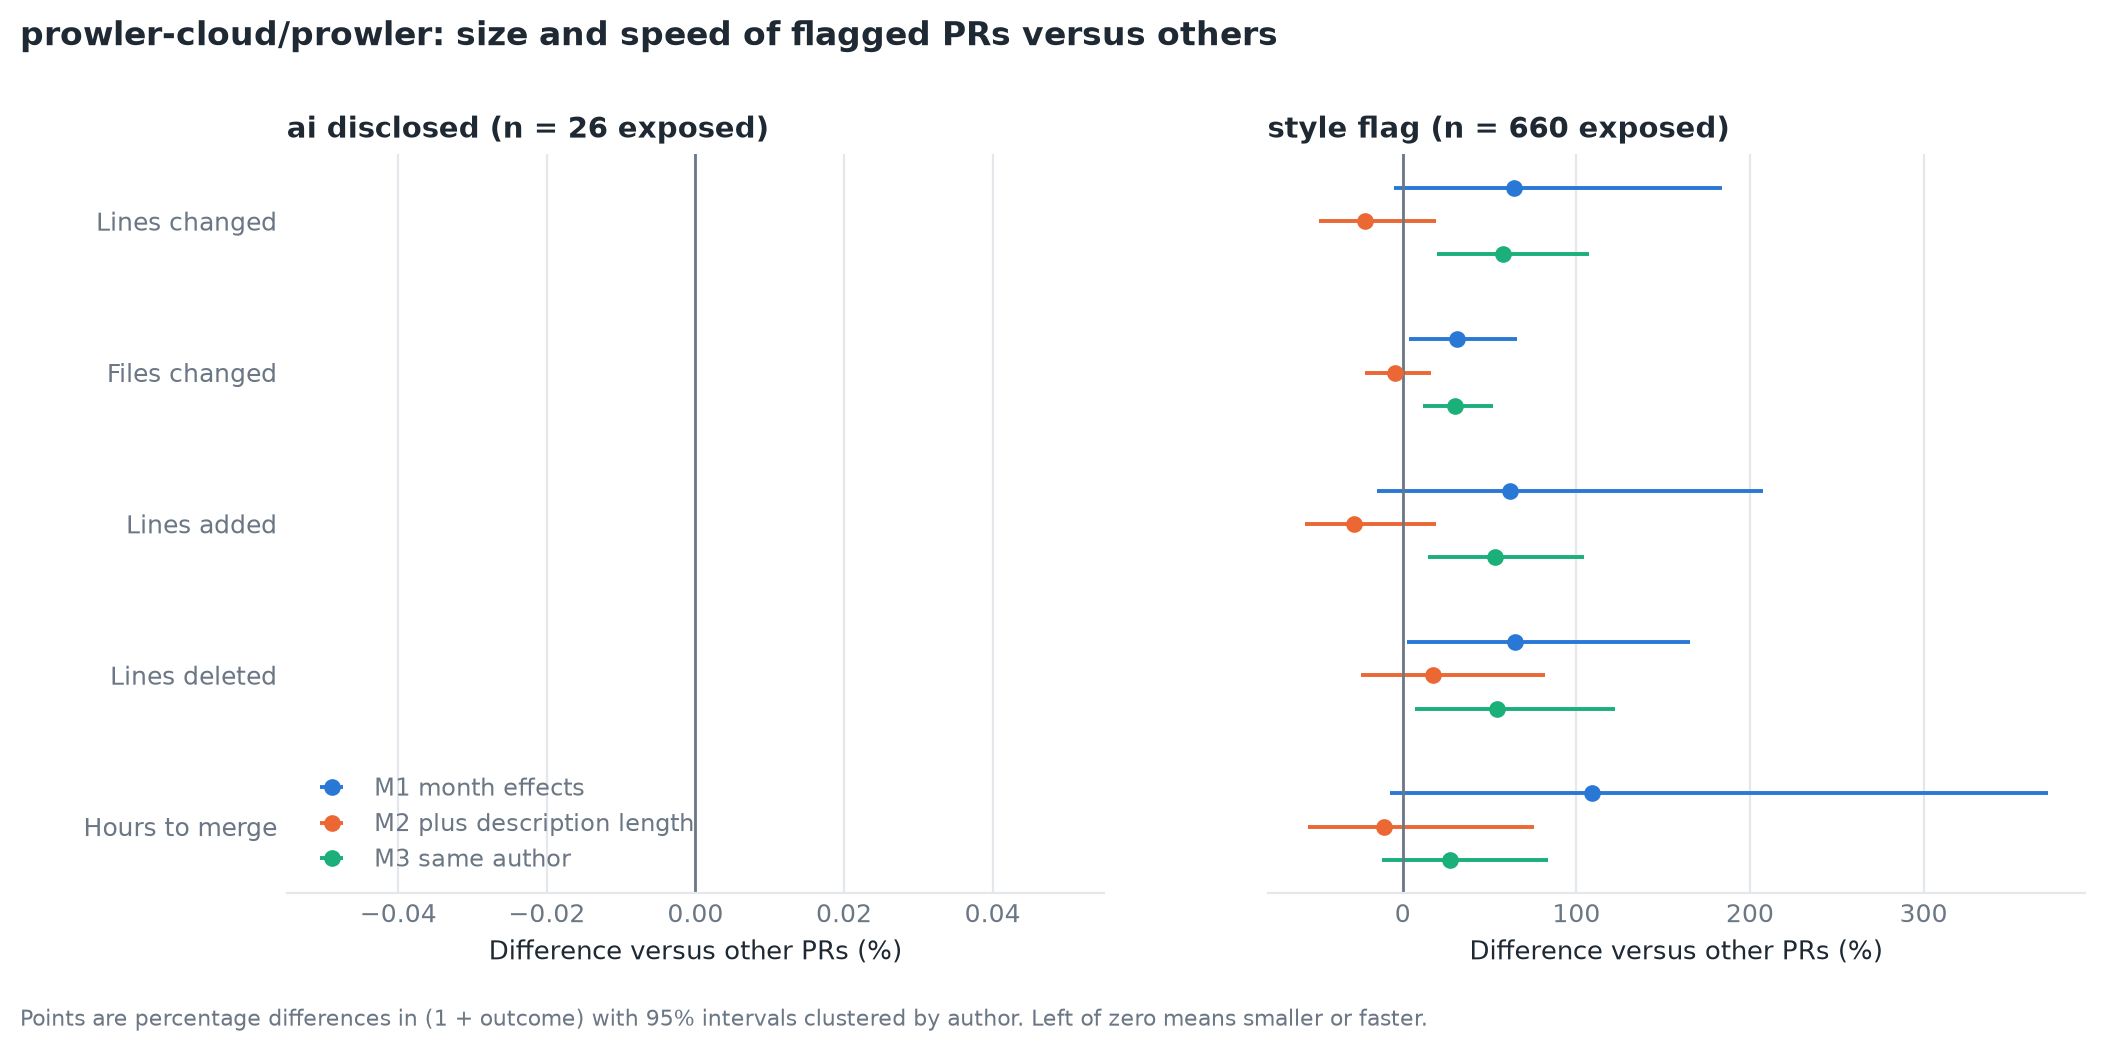 prowler-cloud/prowler: size and speed of flagged PRs versus others
ai disclosed (n = 26 exposed)
style flag (n = 660 exposed)
Lines changed
Files changed
Lines added
Lines deleted
Hours to merge
M1 month effects
M2 plus description length
M3 same author
−0.04 −0.02 0.00 0.02 0.04
0 100 200 300
Difference versus other PRs (%)
Difference versus other PRs (%)
Points are percentage differences in (1 + outcome) with 95% intervals clustered by author. Left of zero means smaller or faster.